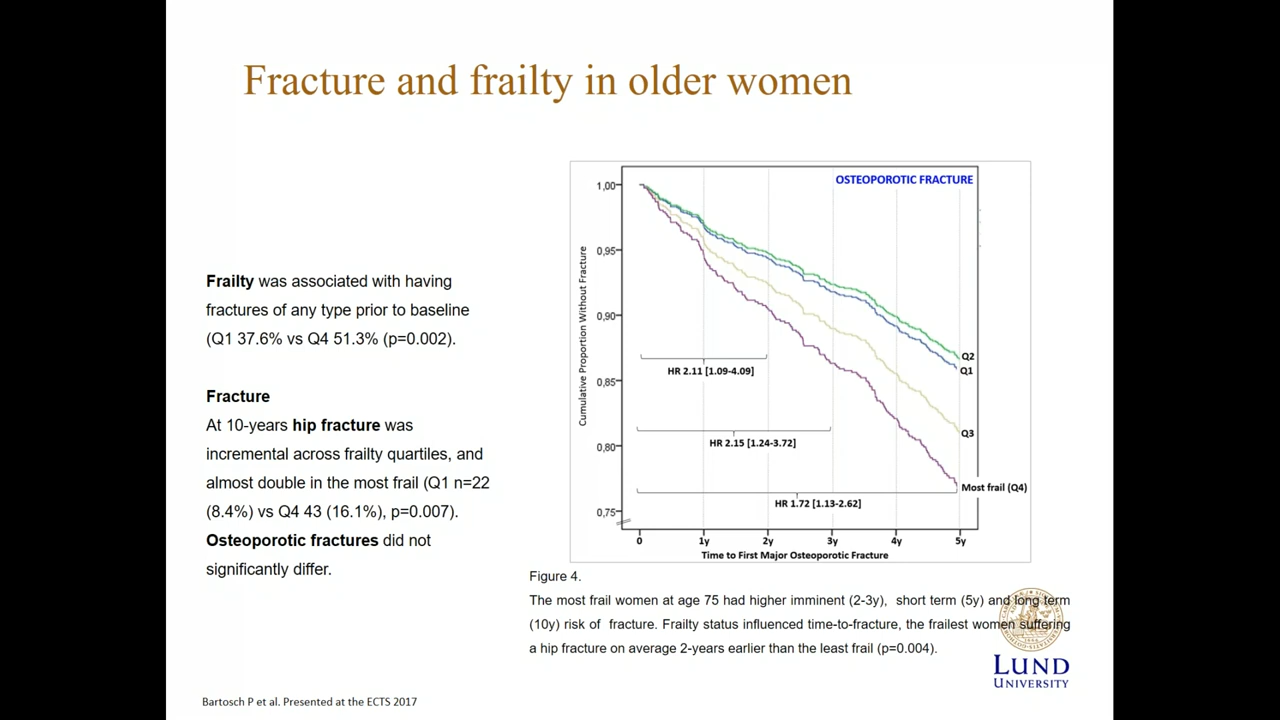 Fracture and frailty in older women
Frailty was associated with having
fractures of any type prior to baseline
(Q1 37.6% vs Q4 51.3% (p=0.002).
Fracture
At 10-years hip fracture was
incremental across frailty quartiles, and
almost double in the most frail (Q1 n=22
(8.4%) vs Q4 43 (16.1%), p=0.007).
Osteoporotic fractures did not
significantly differ.
OSTEOPOROTIC FRACTURE
Cumulative Proportion Without Fracture
1,00
0,95
0,90
0,85
0,80
0,75
HR 2.11 [1.09-4.09]
HR 2.15 [1.24-3.72]
HR 1.72 [1.13-2.62]
Q2
Q1
Q3
Most frail (Q4)
0 1y 2y 3y 4y 5y
Time to First Major Osteoporotic Fracture
Figure 4.
The most frail women at age 75 had higher imminent (2-3y), short term (5y) and long term
(10y) risk of fracture. Frailty status influenced time-to-fracture, the frailest women suffering
a hip fracture on average 2-years earlier than the least frail (p=0.004).
LUND
UNIVERSITY
Bartosch P et al. Presented at the ECTS 2017